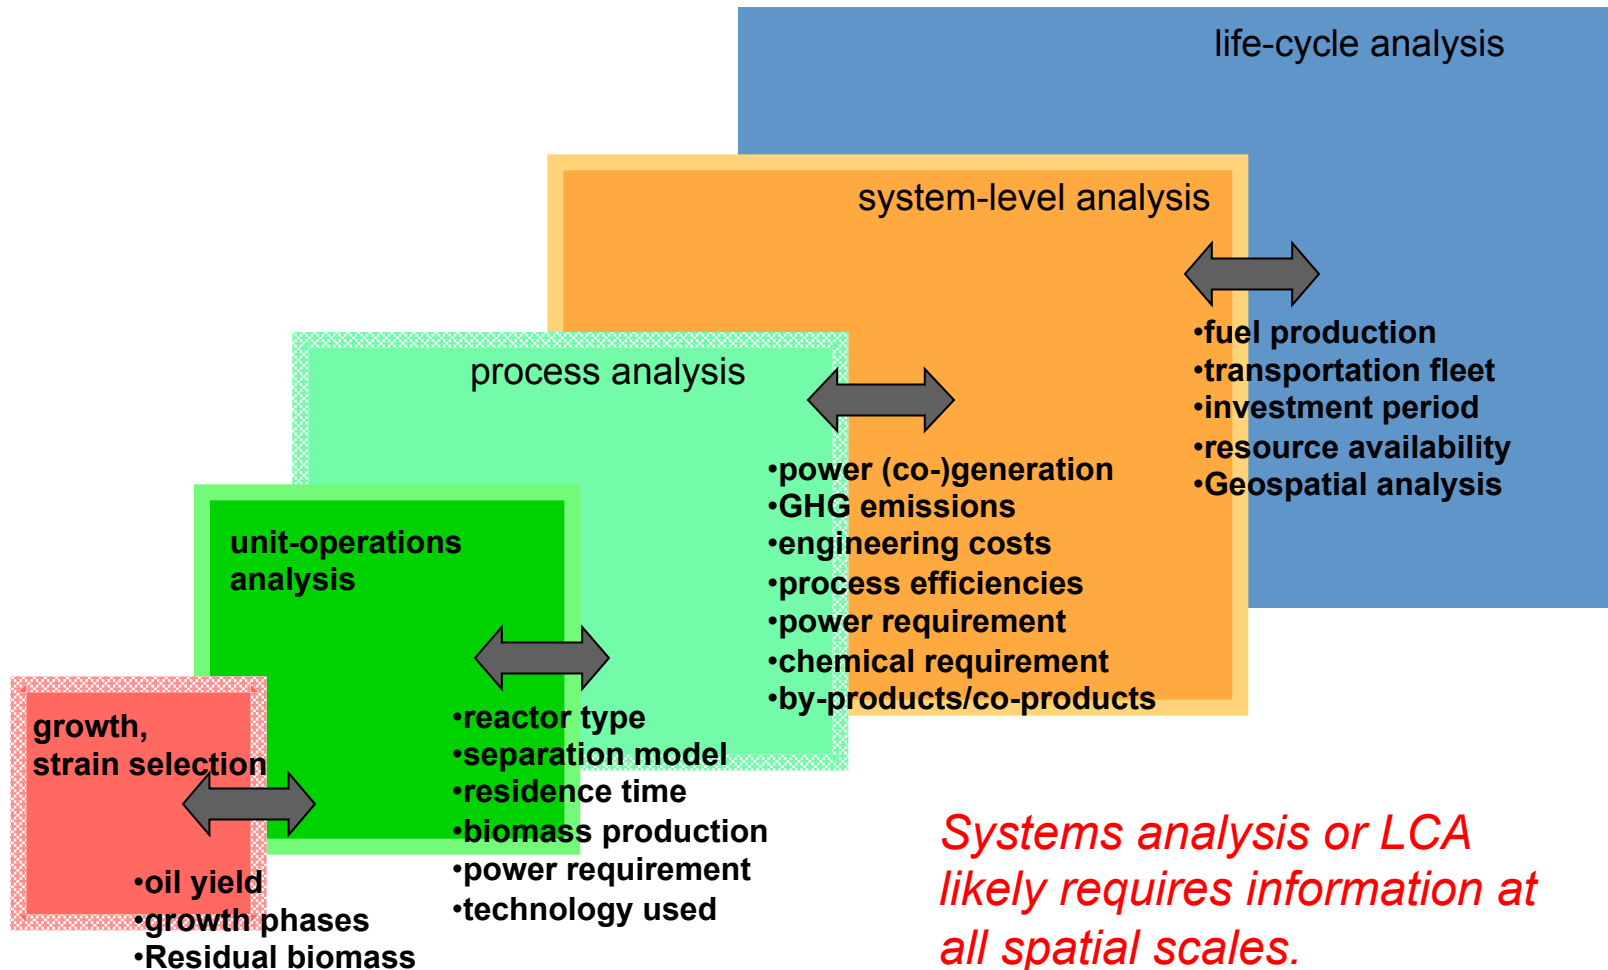 life-cycle analysis
system-level analysis
•fuel production
•transportation fleet
•investment period
•resource availability
•Geospatial analysis
process analysis
•power (co-)generation
•GHG emissions
•engineering costs
•process efficiencies
•power requirement
•chemical requirement
•by-products/co-products
unit-operations
analysis
•reactor type
•separation model
•residence time
•biomass production
•power requirement
•technology used
growth,
strain selection
•oil yield
•growth phases
•Residual biomass
Systems analysis or LCA
likely requires information at
all spatial scales.